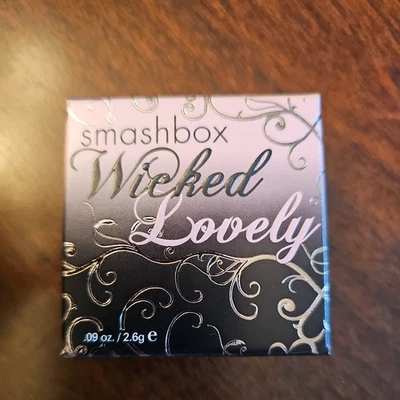 smashbox
Wicked
Lovely
.09 oz. / 2.6g ℮